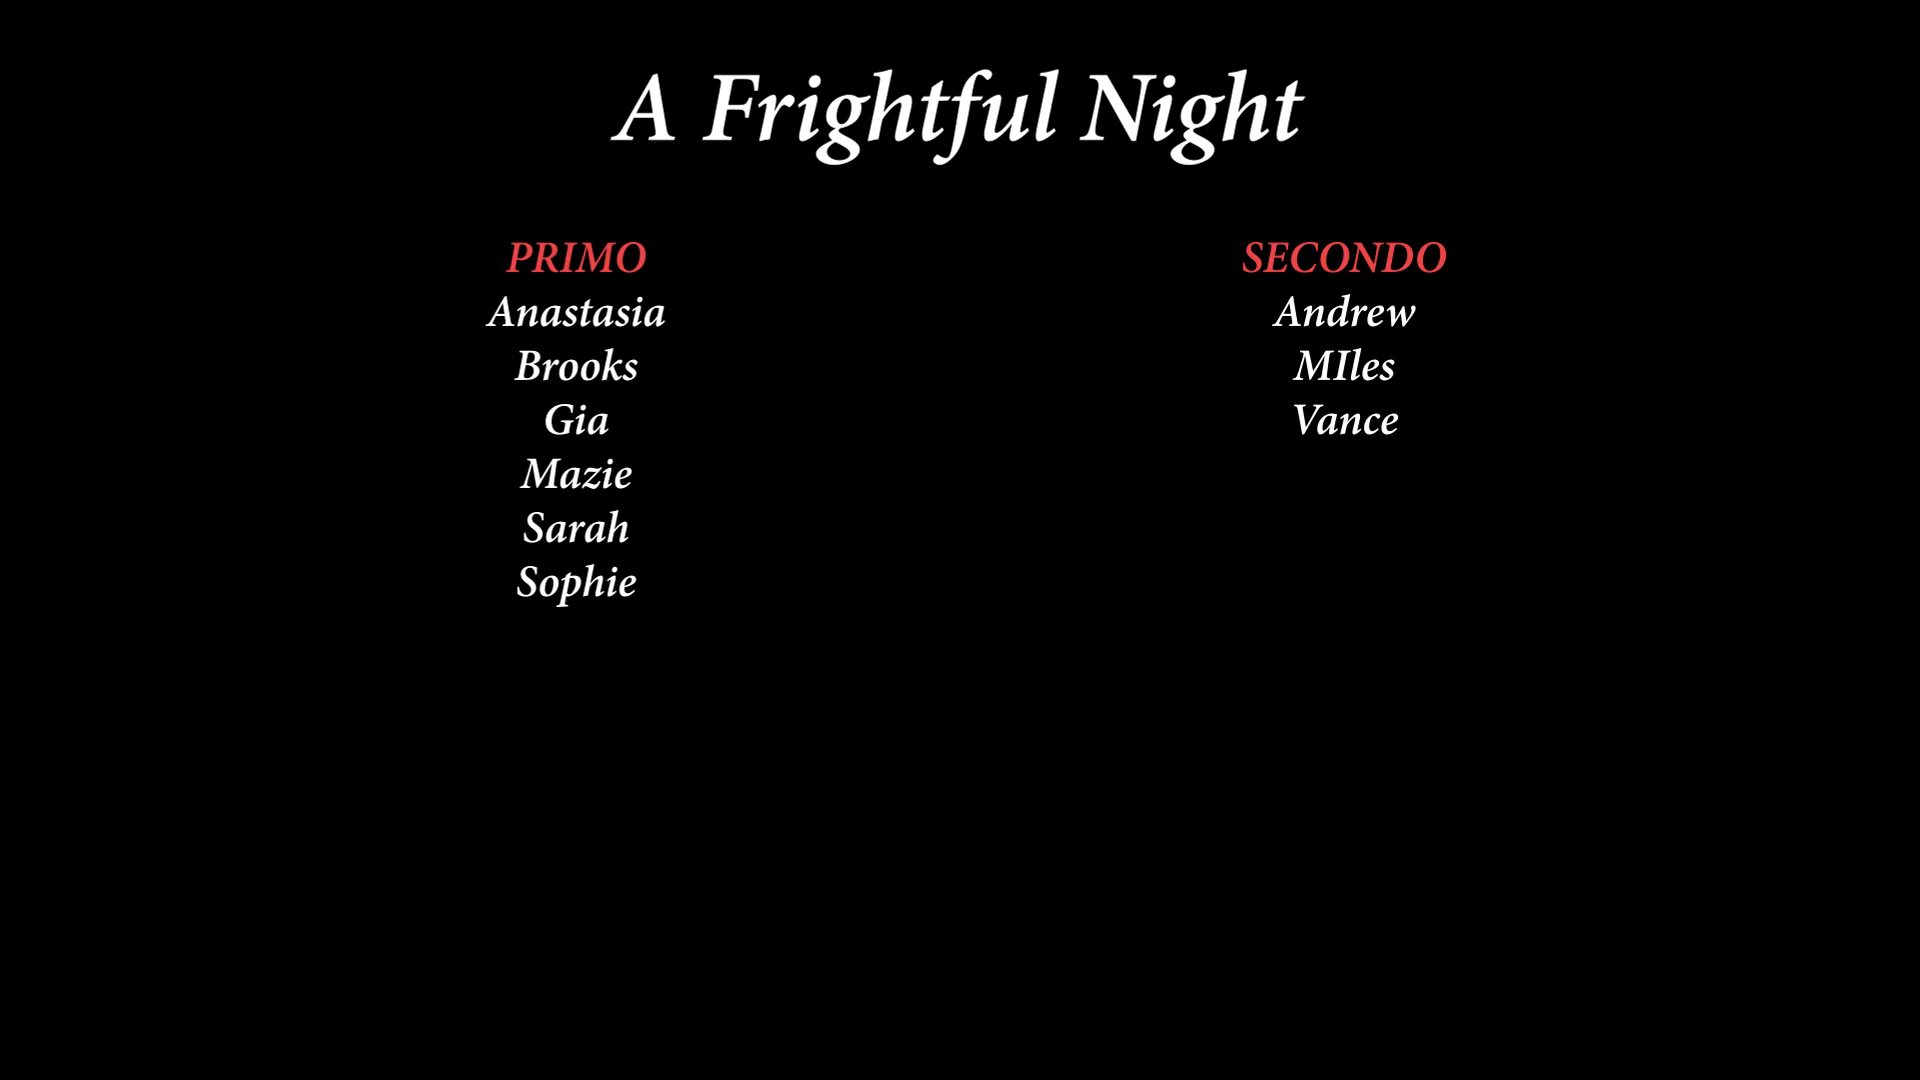 A Frightful Night
PRIMO
Anastasia
Brooks
Gia
Mazie
Sarah
Sophie
SECONDO
Andrew
MIles
Vance